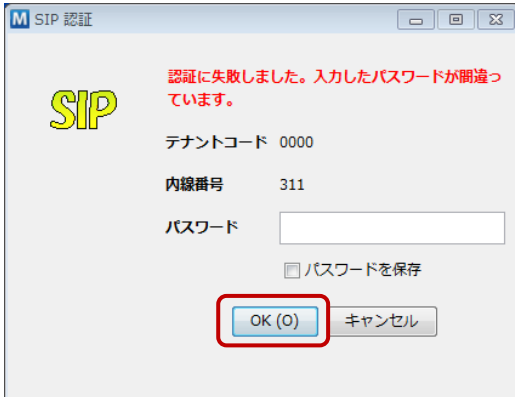 M SIP 認証
認証に失敗しました。入力したパスワードが間違っ
ています。
SIP
テナントコード 0000
内線番号 311
パスワード
パスワードを保存
OK (O) キャンセル